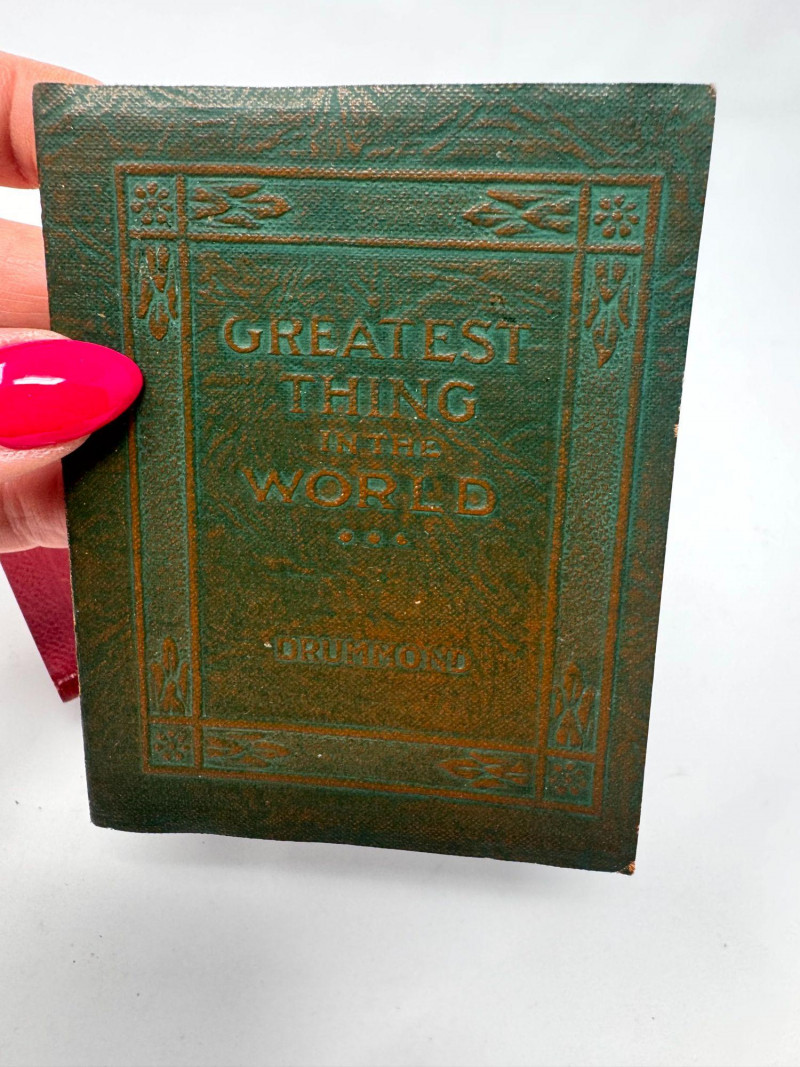 GREATEST
THING
IN THE
WORLD
DRUMMOND